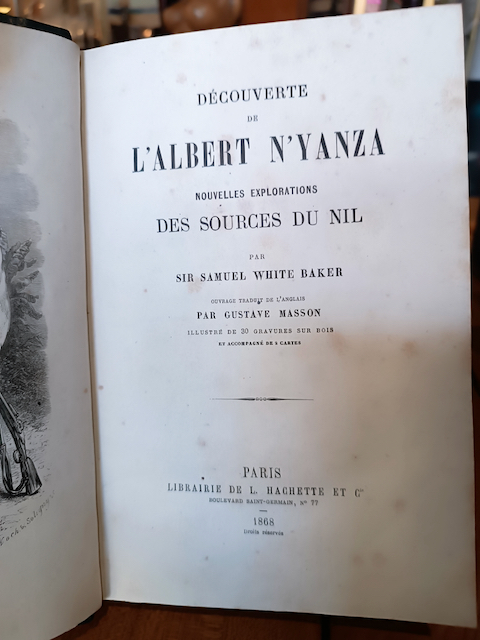 DÉCOUVERTE
DE
L'ALBERT N'YANZA
NOUVELLES EXPLORATIONS
DES SOURCES DU NIL
PAR
SIR SAMUEL WHITE BAKER
OUVRAGE TRADUIT DE L'ANGLAIS
PAR GUSTAVE MASSON
ILLUSTRÉ DE 30 GRAVURES SUR BOIS
ET ACCOMPAGNÉ DE 2 CARTES
PARIS
LIBRAIRIE DE L. HACHETTE ET Cie
BOULEVARD SAINT-GERMAIN, No 77
1868
Droits réservés